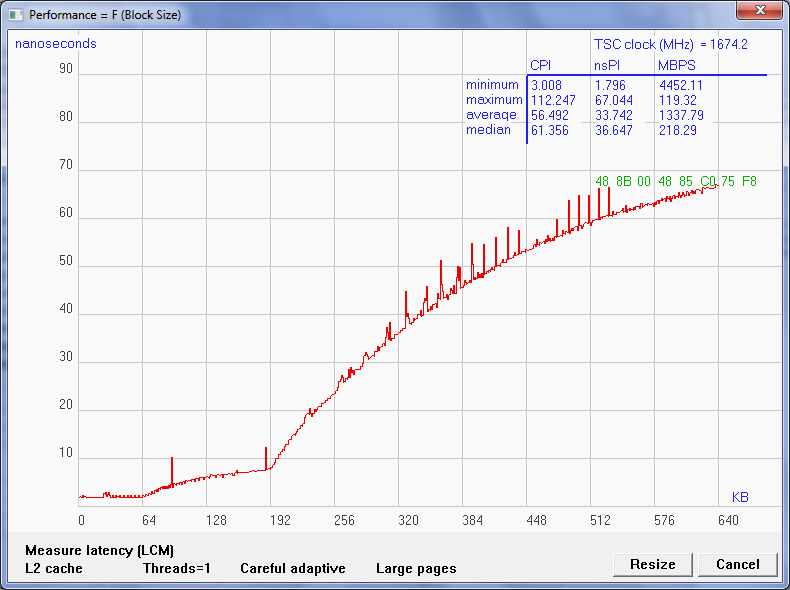 Performance = F (Block Size)
nanoseconds
TSC clock (MHz) = 1674.2
CPI nsPI MBPS
minimum 3.008 1.796 4452.11
maximum 112.247 67.044 119.32
average 56.492 33.742 1337.79
median 61.356 36.647 218.29
90
80
70
48 8B 00 48 85 C0 75 F8
60
50
40
30
20
10
KB
0 64 128 192 256 320 384 448 512 576 640
Measure latency (LCM)
L2 cache Threads=1 Careful adaptive Large pages
Resize Cancel